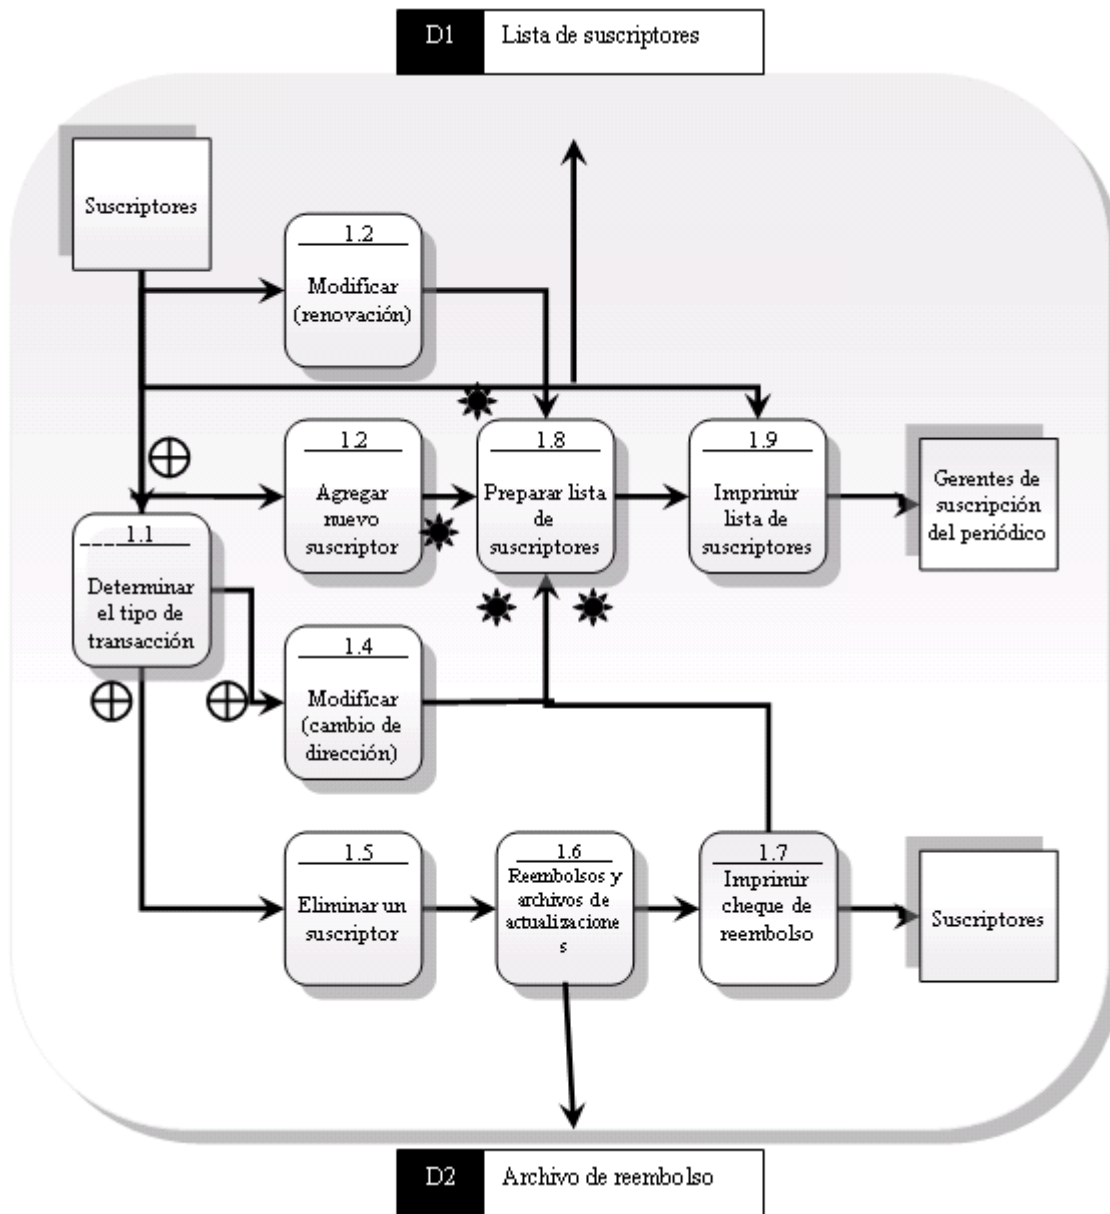 D1 Lista de suscriptores
Suscriptores
1.2
Modificar
(renovación)
1.2
Agregar
nuevo
suscriptor
1.8
Preparar lista
de
suscriptores
1.9
Imprimir
lista de
suscriptores
Gerentes de
suscripción
del periódico
1.1
Determinar
el tipo de
transacción
1.4
Modificar
(cambio de
dirección)
1.5
Eliminar un
suscriptor
1.6
Reembolsos y
archivos de
actualizacione
s
1.7
Imprimir
cheque de
reembolso
Suscriptores
D2 Archivo de reembolso